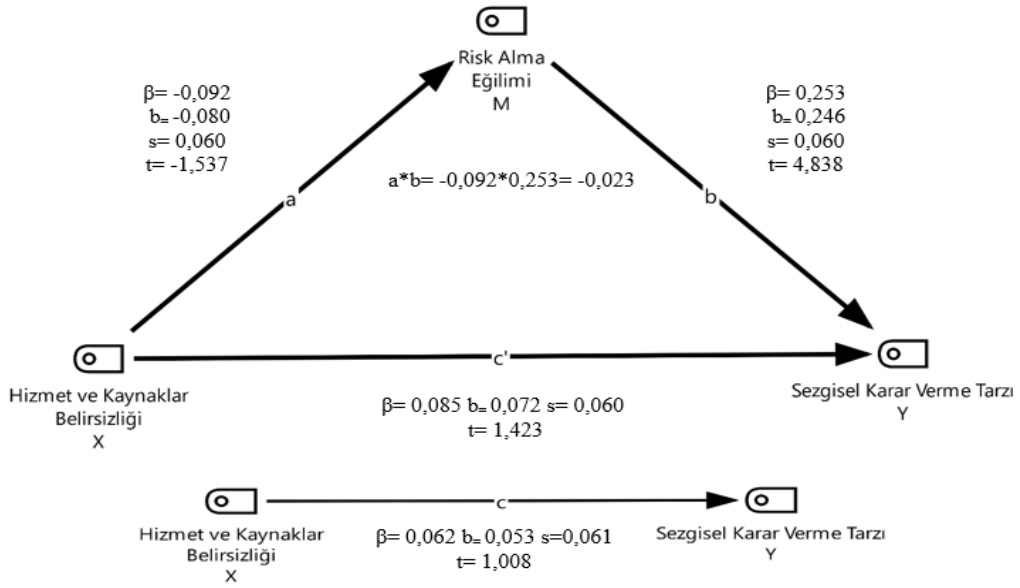 Risk Alma
Eğilimi
M
β= -0,092
b= -0,080
s= 0,060
t= -1,537
β= 0,253
b= 0,246
s= 0,060
t= 4,838
a*b= -0,092*0,253= -0,023
a
b
c'
Hizmet ve Kaynaklar
Belirsizliği
X
Sezgisel Karar Verme Tarzı
Y
β= 0,085 b= 0,072 s= 0,060
t= 1,423
c
Hizmet ve Kaynaklar
Belirsizliği
X
β= 0,062 b= 0,053 s=0,061
t= 1,008
Sezgisel Karar Verme Tarzı
Y